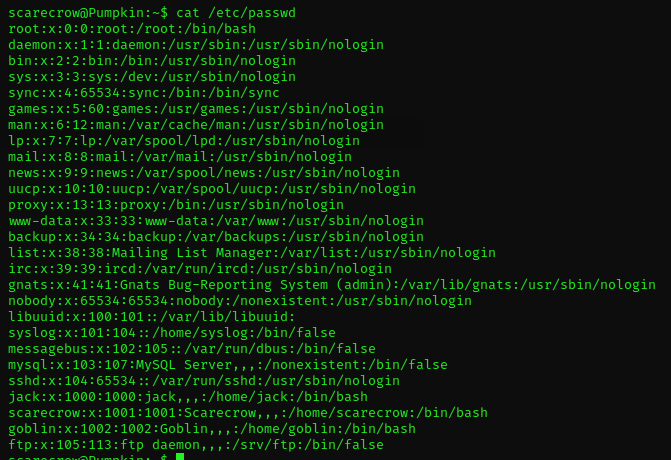 scarecrow@Pumpkin:~$ cat /etc/passwd
root:x:0:0:root:/root:/bin/bash
daemon:x:1:1:daemon:/usr/sbin:/usr/sbin/nologin
bin:x:2:2:bin:/bin:/usr/sbin/nologin
sys:x:3:3:sys:/dev:/usr/sbin/nologin
sync:x:4:65534:sync:/bin:/bin/sync
games:x:5:60:games:/usr/games:/usr/sbin/nologin
man:x:6:12:man:/var/cache/man:/usr/sbin/nologin
lp:x:7:7:lp:/var/spool/lpd:/usr/sbin/nologin
mail:x:8:8:mail:/var/mail:/usr/sbin/nologin
news:x:9:9:news:/var/spool/news:/usr/sbin/nologin
uucp:x:10:10:uucp:/var/spool/uucp:/usr/sbin/nologin
proxy:x:13:13:proxy:/bin:/usr/sbin/nologin
www-data:x:33:33:www-data:/var/www:/usr/sbin/nologin
backup:x:34:34:backup:/var/backups:/usr/sbin/nologin
list:x:38:38:Mailing List Manager:/var/list:/usr/sbin/nologin
irc:x:39:39:ircd:/var/run/ircd:/usr/sbin/nologin
gnats:x:41:41:Gnats Bug-Reporting System (admin):/var/lib/gnats:/usr/sbin/nologin
nobody:x:65534:65534:nobody:/nonexistent:/usr/sbin/nologin
libuuid:x:100:101::/var/lib/libuuid:
syslog:x:101:104::/home/syslog:/bin/false
messagebus:x:102:105::/var/run/dbus:/bin/false
mysql:x:103:107:MySQL Server,,,:/nonexistent:/bin/false
sshd:x:104:65534::/var/run/sshd:/usr/sbin/nologin
jack:x:1000:1000:jack,,,:/home/jack:/bin/bash
scarecrow:x:1001:1001:Scarecrow,,,:/home/scarecrow:/bin/bash
goblin:x:1002:1002:Goblin,,,:/home/goblin:/bin/bash
ftp:x:105:113:ftp daemon,,,:/srv/ftp:/bin/false
scarecrow@Pumpkin:~$